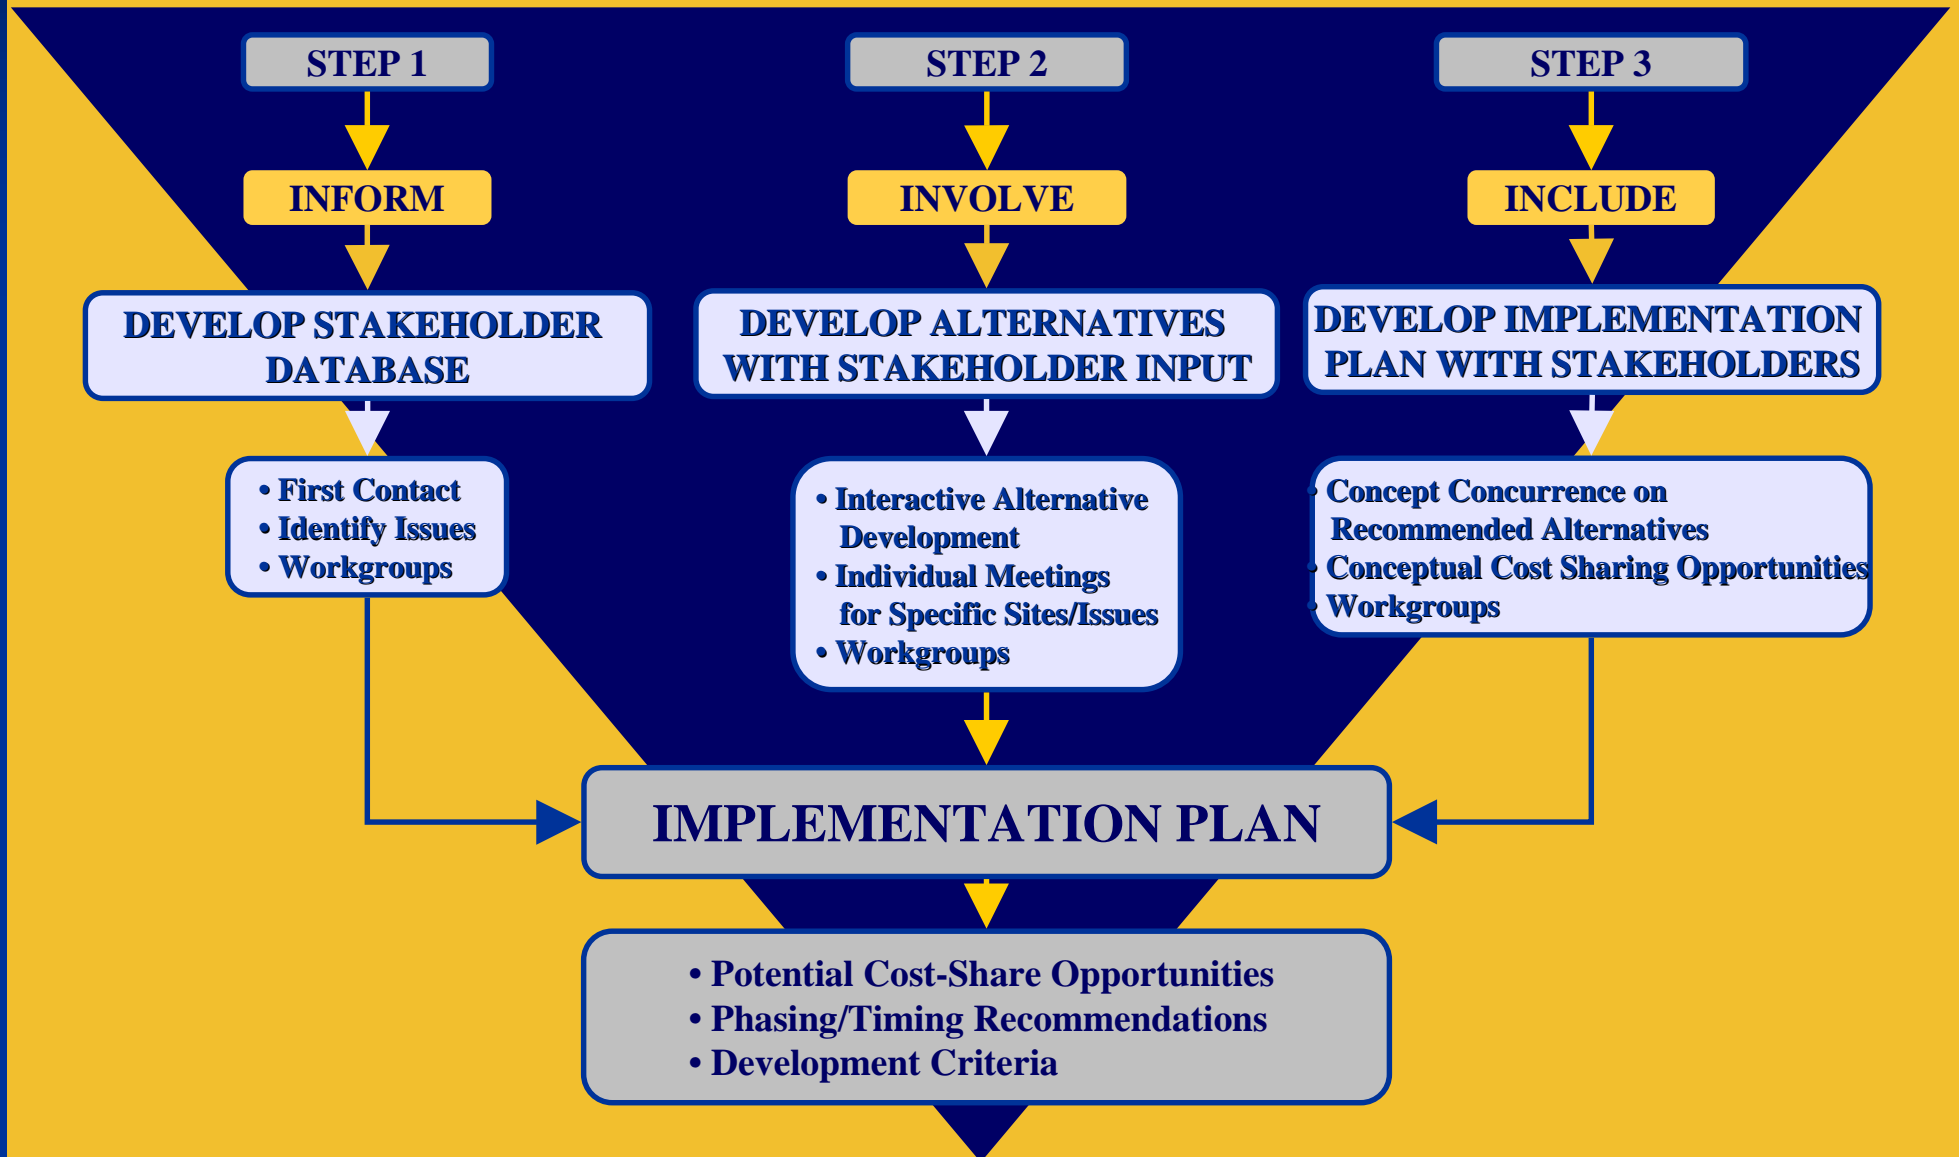 STEP 1
INFORM
DEVELOP STAKEHOLDER
DATABASE
• First Contact
• Identify Issues
• Workgroups
STEP 2
INVOLVE
DEVELOP ALTERNATIVES
WITH STAKEHOLDER INPUT
• Interactive Alternative
Development
• Individual Meetings
for Specific Sites/Issues
• Workgroups
STEP 3
INCLUDE
DEVELOP IMPLEMENTATION
PLAN WITH STAKEHOLDERS
• Concept Concurrence on
Recommended Alternatives
• Conceptual Cost Sharing Opportunities
• Workgroups
IMPLEMENTATION PLAN
• Potential Cost-Share Opportunities
• Phasing/Timing Recommendations
• Development Criteria